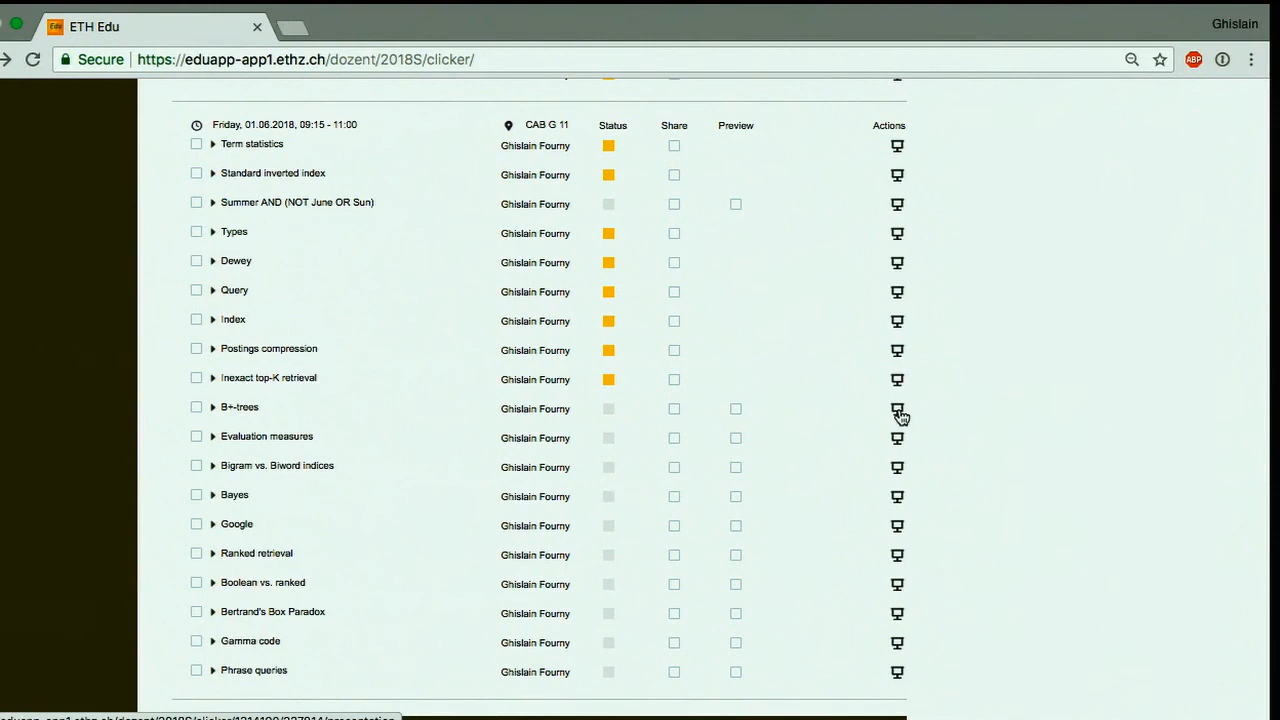 ETH Edu
Ghislain
Secure https://eduapp-app1.ethz.ch/dozent/2018S/clicker/
ABP
Friday, 01.06.2018, 09:15 - 11:00 CAB G 11 Status Share Preview Actions
Term statistics Ghislain Fourny
Standard inverted index Ghislain Fourny
Summer AND (NOT June OR Sun) Ghislain Fourny
Types Ghislain Fourny
Dewey Ghislain Fourny
Query Ghislain Fourny
Index Ghislain Fourny
Postings compression Ghislain Fourny
Inexact top-K retrieval Ghislain Fourny
B+-trees Ghislain Fourny
Evaluation measures Ghislain Fourny
Bigram vs. Biword indices Ghislain Fourny
Bayes Ghislain Fourny
Google Ghislain Fourny
Ranked retrieval Ghislain Fourny
Boolean vs. ranked Ghislain Fourny
Bertrand's Box Paradox Ghislain Fourny
Gamma code Ghislain Fourny
Phrase queries Ghislain Fourny